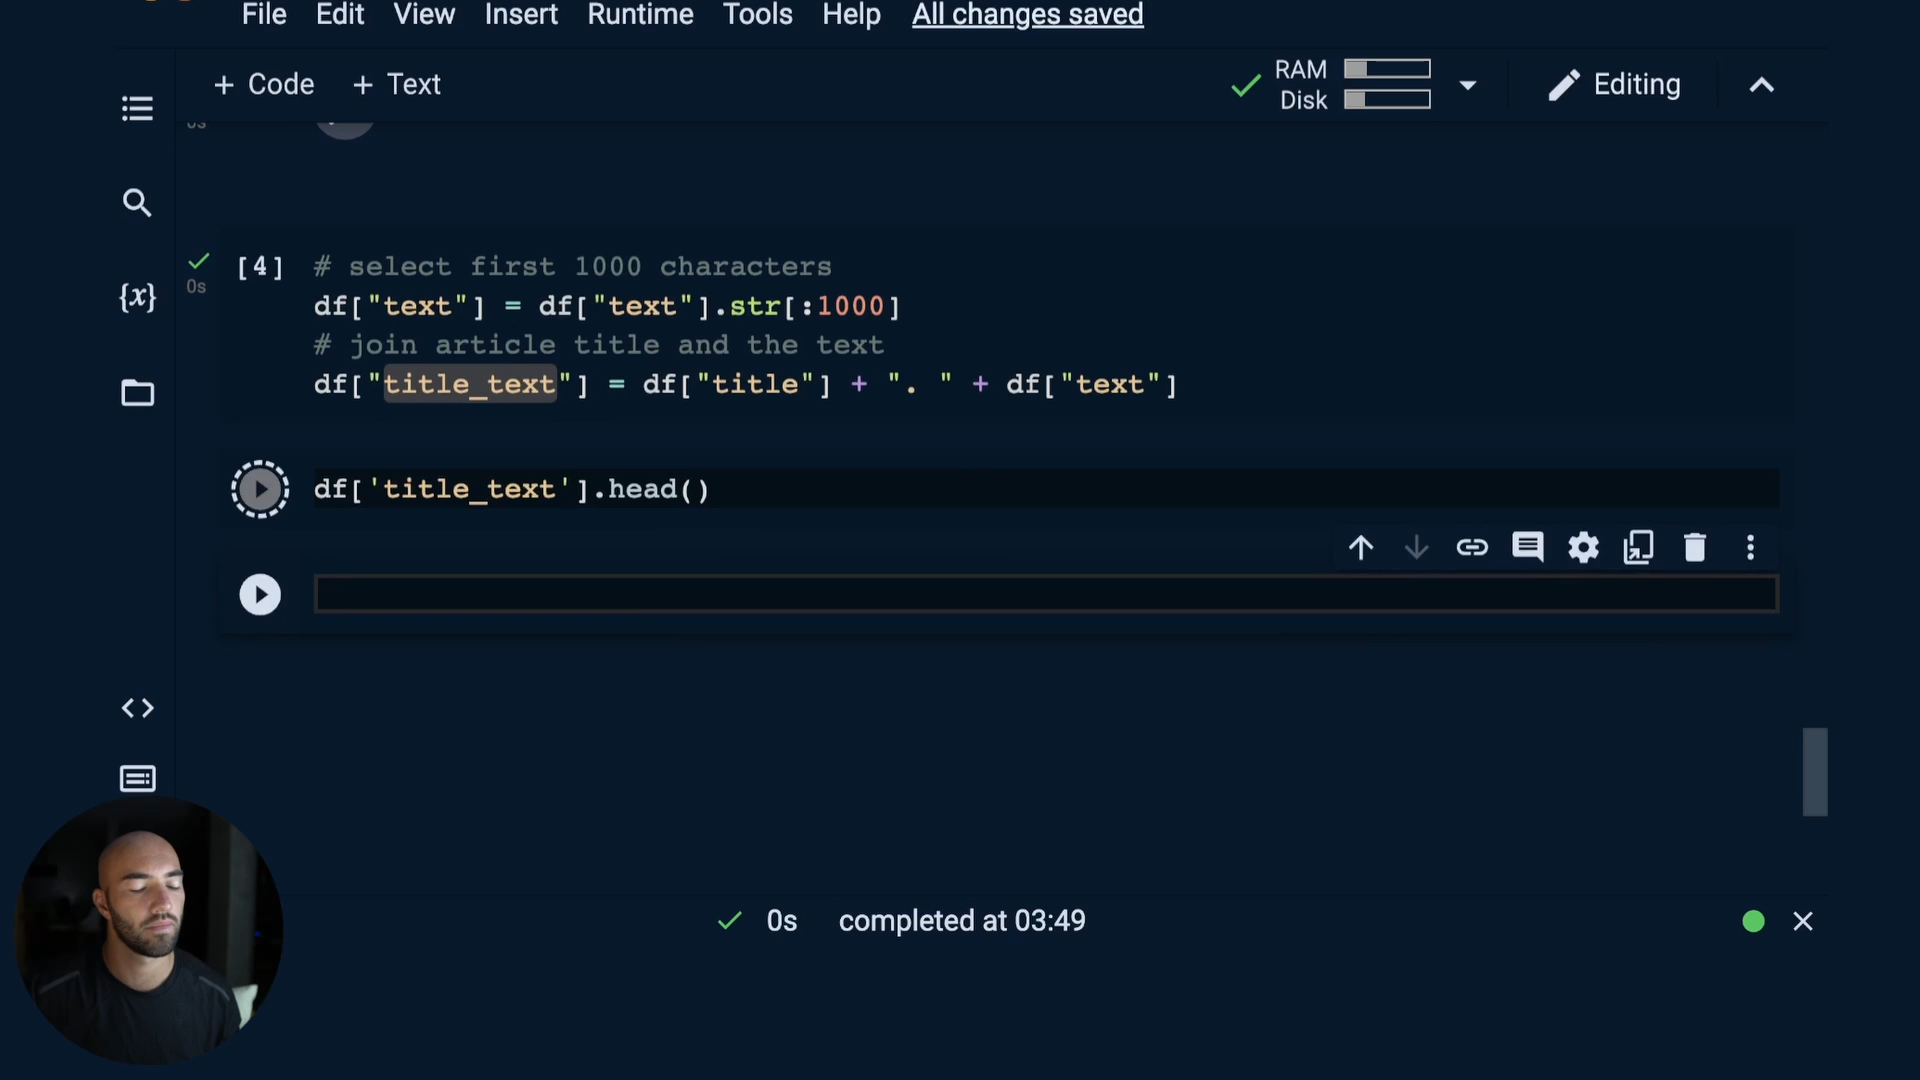 File Edit View Insert Runtime Tools Help All changes saved
+ Code + Text
RAM
Disk
Editing
{x}
[4]
0s
# select first 1000 characters
df["text"] = df["text"].str[:1000]
# join article title and the text
df["title_text"] = df["title"] + ". " + df["text"]
df['title_text'].head()
0s completed at 03:49